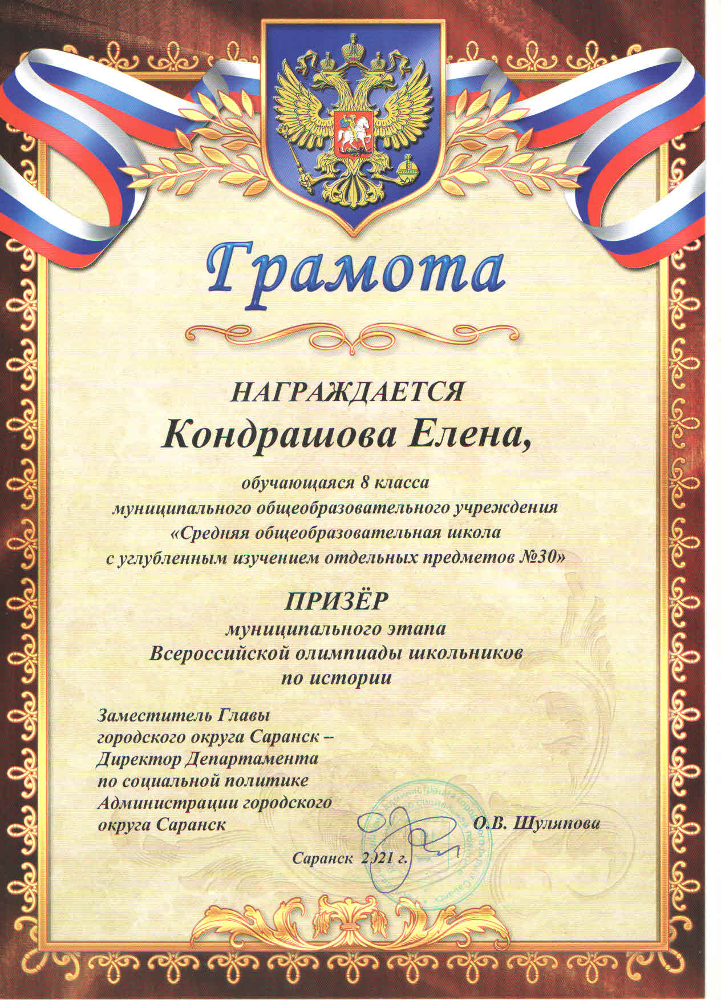 Грамота
НАГРАЖДАЕТСЯ
Кондрашова Елена,
обучающаяся 8 класса
муниципального общеобразовательного учреждения
«Средняя общеобразовательная школа
с углубленным изучением отдельных предметов №30»
ПРИЗЁР
муниципального этапа
Всероссийской олимпиады школьников
по истории
Заместитель Главы
городского округа Саранск –
Директор Департамента
по социальной политике
Администрации городского
округа Саранск
О.В. Шуляпова
Саранск 2021 г.